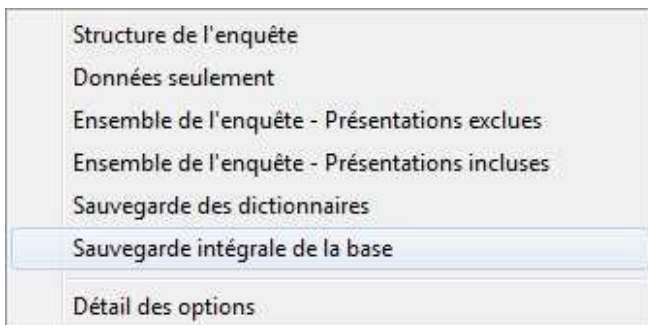 Structure de l'enquête
Données seulement
Ensemble de l'enquête - Présentations exclues
Ensemble de l'enquête - Présentations incluses
Sauvegarde des dictionnaires
Sauvegarde intégrale de la base
Détail des options